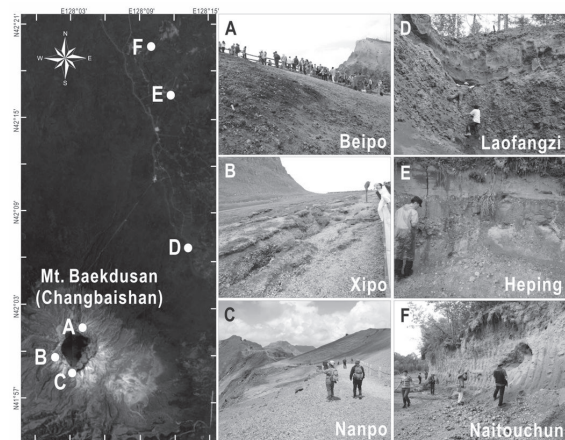 E128°03'
E128°09'
E128°15'
N42°21'
N42°15'
N42°09'
N42°03'
N41°57'
N
W
E
S
F
E
D
Mt. Baekdusan
(Changbaishan)
A
B
C
A
Beipo
B
Xipo
C
Nanpo
D
Laofangzi
E
Heping
F
Naitouchun